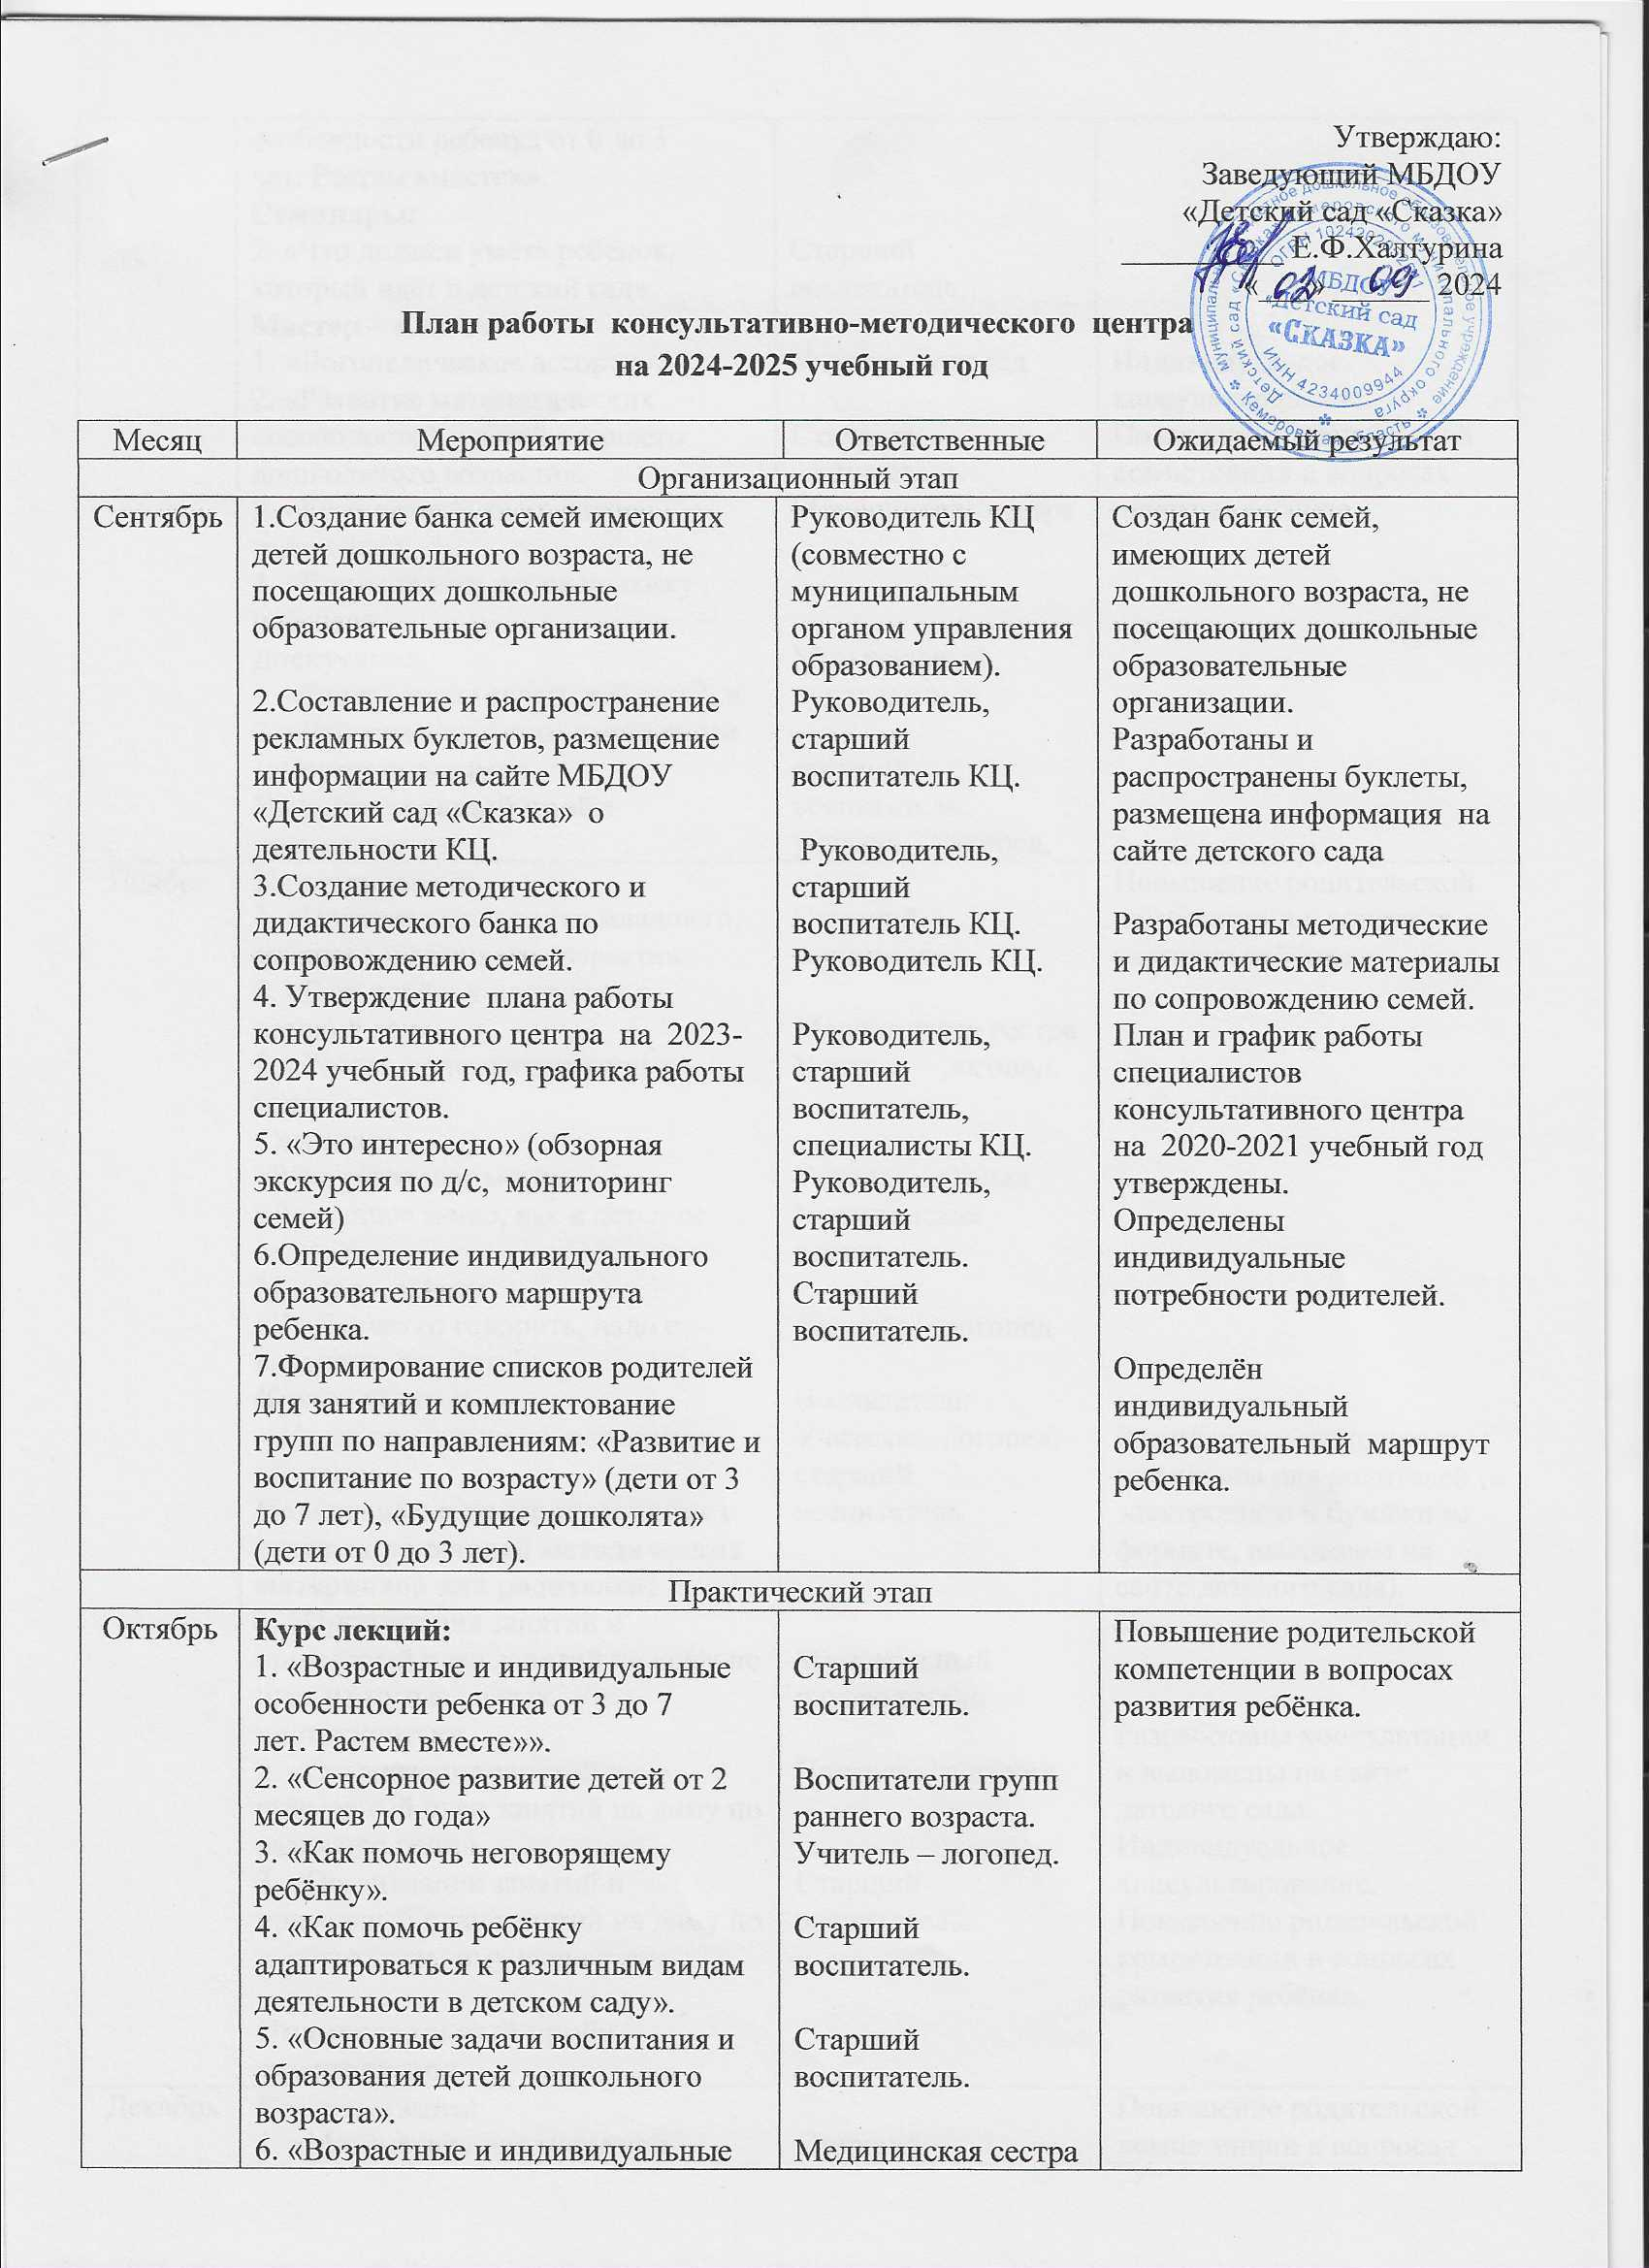 Утверждаю:
Заведующий МБДОУ
«Детский сад «Сказка»
__________ Е.Ф.Халтурина
« 02 » 09 2024
МБДОУ
«Детский сад
«СКАЗКА»
ИНН 4234009944
План работы консультативно-методического центра
на 2024-2025 учебный год
Месяц Мероприятие Ответственные Ожидаемый результат
Организационный этап
Сентябрь
1.Создание банка семей имеющих
детей дошкольного возраста, не
посещающих дошкольные
образовательные организации.
2.Составление и распространение
рекламных буклетов, размещение
информации на сайте МБДОУ
«Детский сад «Сказка» о
деятельности КЦ.
3.Создание методического и
дидактического банка по
сопровождению семей.
4. Утверждение плана работы
консультативного центра на 2023-
2024 учебный год, графика работы
специалистов.
5. «Это интересно» (обзорная
экскурсия по д/с, мониторинг
семей)
6.Определение индивидуального
образовательного маршрута
ребенка.
7.Формирование списков родителей
для занятий и комплектование
групп по направлениям: «Развитие и
воспитание по возрасту» (дети от 3
до 7 лет), «Будущие дошколята»
(дети от 0 до 3 лет).
Руководитель КЦ
(совместно с
муниципальным
органом управления
образованием).
Руководитель,
старший
воспитатель КЦ.
Руководитель,
старший
воспитатель КЦ.
Руководитель КЦ.
Руководитель,
старший
воспитатель,
специалисты КЦ.
Руководитель,
старший
воспитатель.
Старший
воспитатель.
Создан банк семей,
имеющих детей
дошкольного возраста, не
посещающих дошкольные
образовательные
организации.
Разработаны и
распространены буклеты,
размещена информация на
сайте детского сада
Разработаны методические
и дидактические материалы
по сопровождению семей.
План и график работы
специалистов
консультативного центра
на 2020-2021 учебный год
утверждены.
Определены
индивидуальные
потребности родителей.
Определён
индивидуальный
образовательный маршрут
ребенка.
Практический этап
Октябрь
Курс лекций:
1. «Возрастные и индивидуальные
особенности ребенка от 3 до 7
лет. Растем вместе»».
2. «Сенсорное развитие детей от 2
месяцев до года»
3. «Как помочь неговорящему
ребёнку».
4. «Как помочь ребёнку
адаптироваться к различным видам
деятельности в детском саду».
5. «Основные задачи воспитания и
образования детей дошкольного
возраста».
6. «Возрастные и индивидуальные
Старший
воспитатель.
Воспитатели групп
раннего возраста.
Учитель – логопед.
Старший
воспитатель.
Старший
воспитатель.
Медицинская сестра
Повышение родительской
компетенции в вопросах
развития ребёнка.